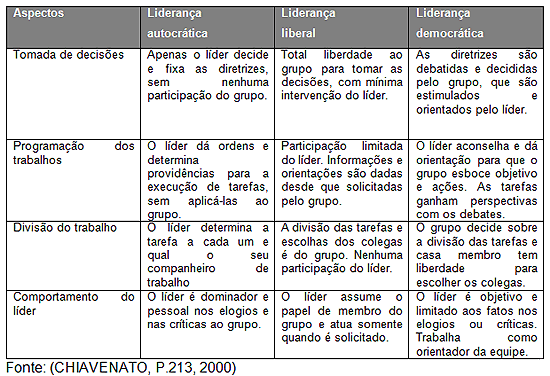 Aspectos
Liderança
autocrática
Liderança
liberal
Liderança
democrática
Tomada de decisões
Apenas o líder decide
e fixa as diretrizes,
sem nenhuma
participação do grupo.
Total liberdade ao
grupo para tomar as
decisões, com mínima
intervenção do líder.
As diretrizes são
debatidas e decididas
pelo grupo, que são
estimulados e
orientados pelo líder.
Programação dos
trabalhos
O líder dá ordens e
determina
providências para a
execução de tarefas,
sem aplicá-las ao
grupo.
Participação limitada
do líder. Informações e
orientações são dadas
desde que solicitadas
pelo grupo.
O líder aconselha e dá
orientação para que o
grupo esboce objetivo
e ações. As tarefas
ganham perspectivas
com os debates.
Divisão do trabalho
O líder determina a
tarefa a cada um e
qual o seu
companheiro de
trabalho
A divisão das tarefas e
escolhas dos colegas
é do grupo. Nenhuma
participação do líder.
O grupo decide sobre
a divisão das tarefas e
casa membro tem
liberdade para
escolher os colegas.
Comportamento do
líder
O líder é dominador e
pessoal nos elogios e
nas críticas ao grupo.
O líder assume o
papel de membro do
grupo e atua somente
quando é solicitado.
O líder é objetivo e
limitado aos fatos nos
elogios ou críticas.
Trabalha como
orientador da equipe.
Fonte: (CHIAVENATO, P.213, 2000)